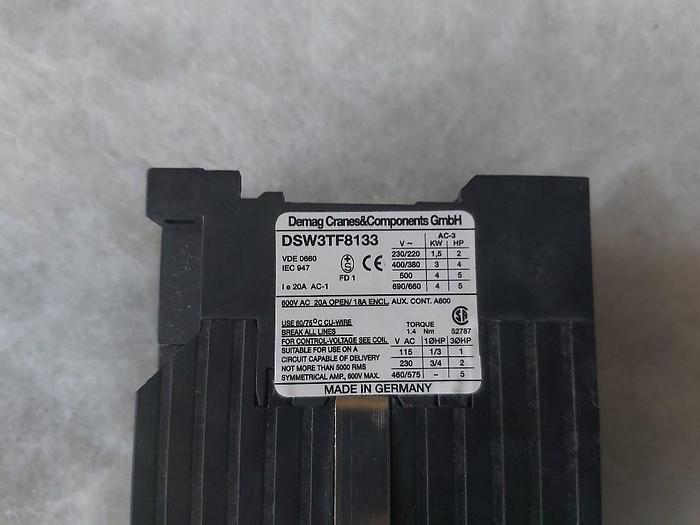 Demag Cranes&Components GmbH
DSW3TF8133
VDE 0660
IEC 947
I e 20A AC-1
S
FD 1
CE
AC-3
V ~ KW HP
230/220 1,5 2
400/380 3 4
500 4 5
690/660 4 5
600V AC 20A OPEN/ 18A ENCL. AUX. CONT. A600
USE 60/75°C CU-WIRE
BREAK ALL LINES
FOR CONTROL-VOLTAGE SEE COIL
SUITABLE FOR USE ON A
CIRCUIT CAPABLE OF DELIVERY
NOT MORE THAN 5000 RMS
SYMMETRICAL AMP., 600V MAX.
TORQUE
1.4 Nm
52787
V AC 1ØHP 3ØHP
115 1/3 1
230 3/4 2
460/575 – 5
MADE IN GERMANY